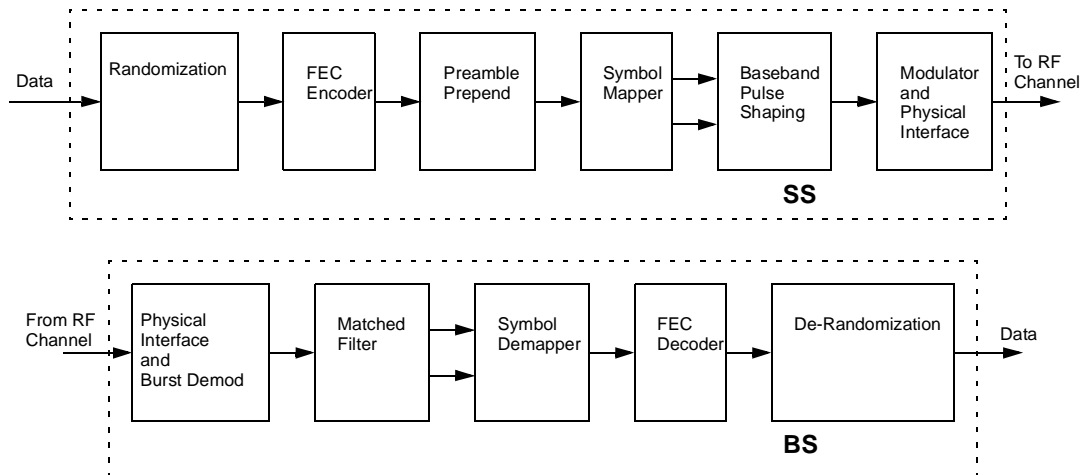 Data
Randomization
FEC
Encoder
Preamble
Prepend
Symbol
Mapper
Baseband
Pulse
Shaping
Modulator
and
Physical
Interface
To RF
Channel
SS
From RF
Channel
Physical
Interface
and
Burst Demod
Matched
Filter
Symbol
Demapper
FEC
Decoder
De-Randomization
Data
BS